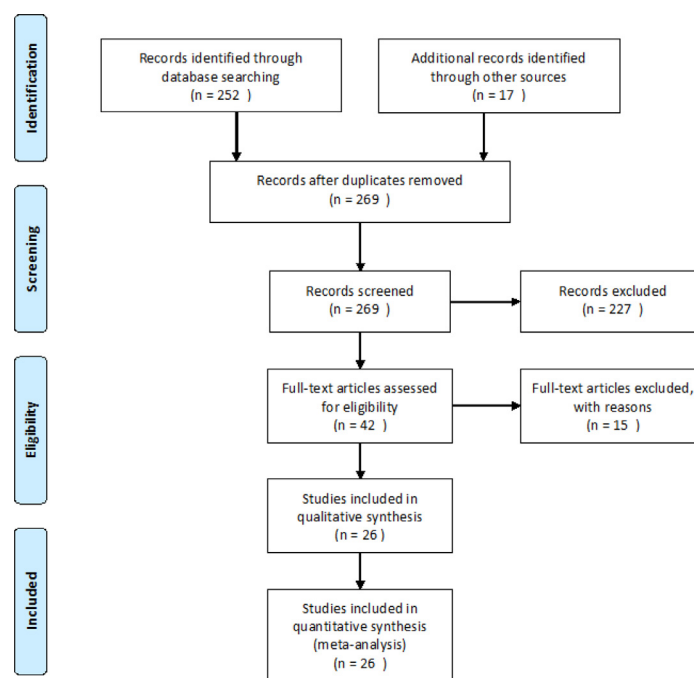 Identification
Records identified through
database searching
(n = 252 )
Additional records identified
through other sources
(n = 17 )
Records after duplicates removed
(n = 269 )
Screening
Records screened
(n = 269 )
Records excluded
(n = 227 )
Eligibility
Full-text articles assessed
for eligibility
(n = 42 )
Full-text articles excluded,
with reasons
(n = 15 )
Studies included in
qualitative synthesis
(n = 26 )
Included
Studies included in
quantitative synthesis
(meta-analysis)
(n = 26 )